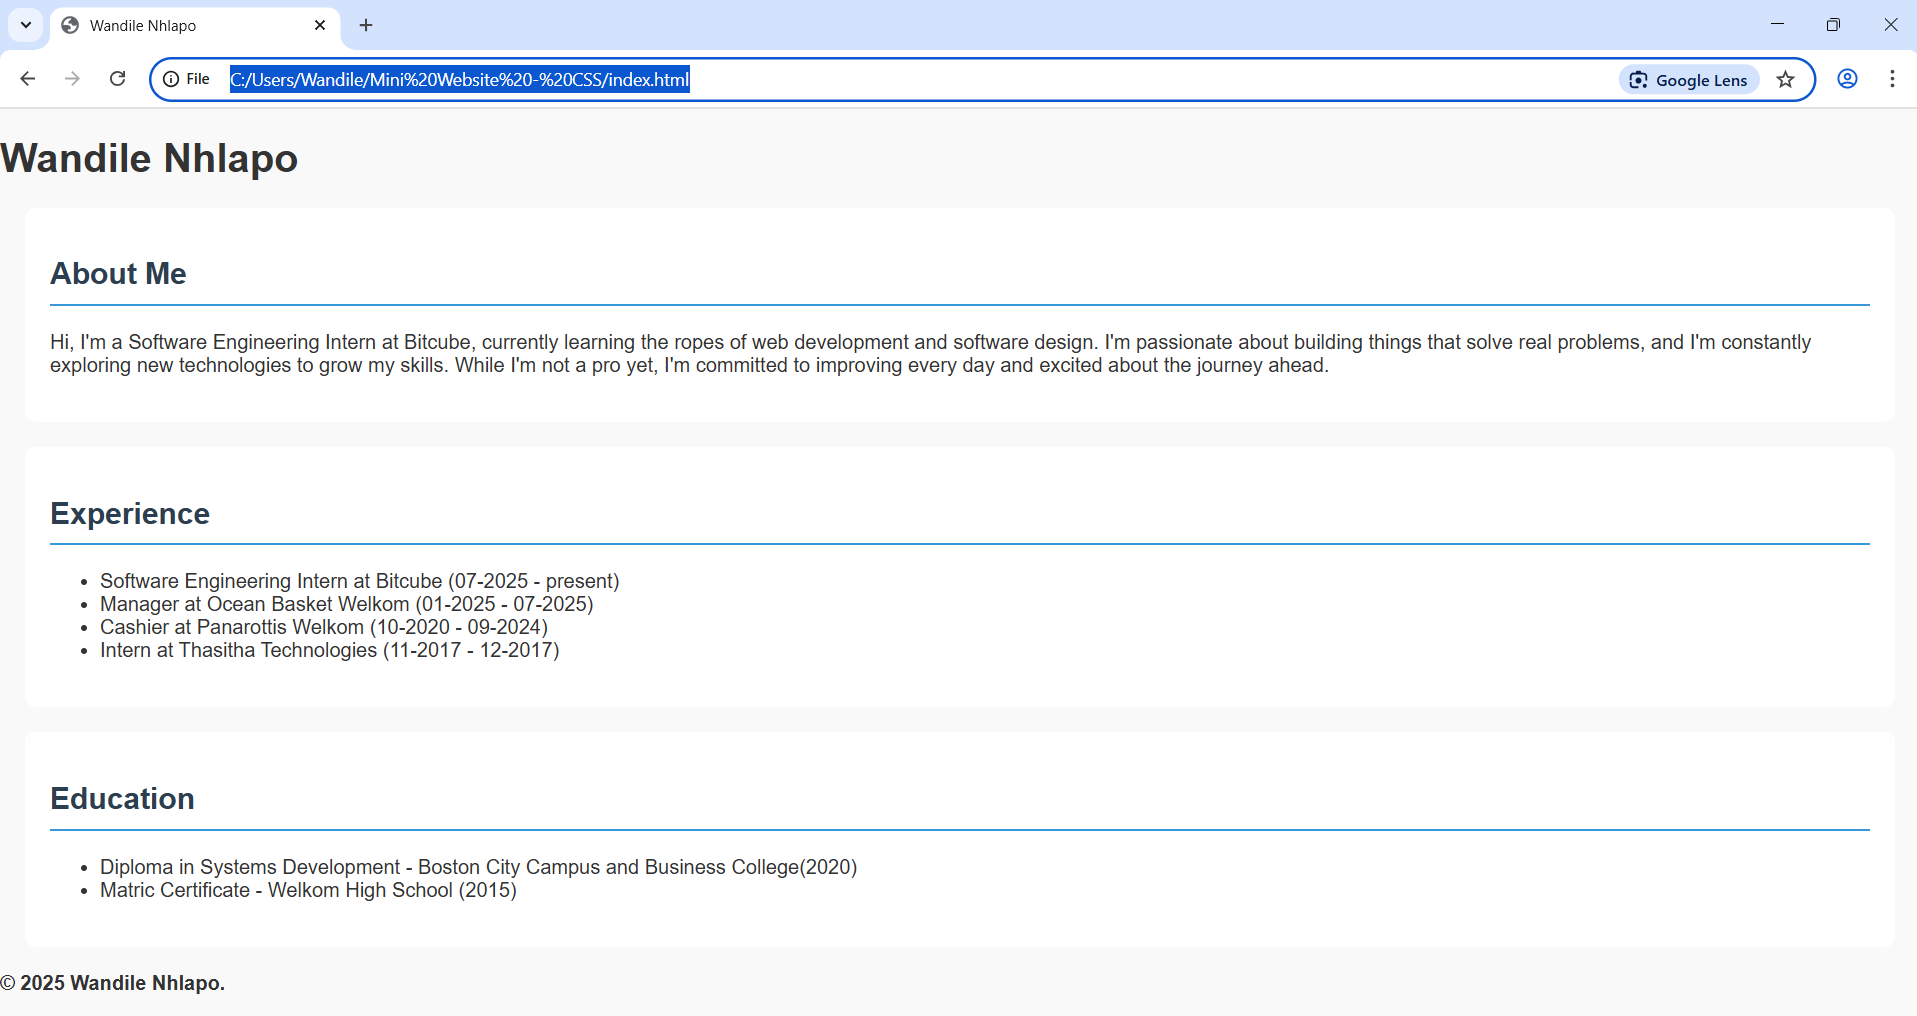 Wandile Nhlapo
File C:/Users/Wandile/Mini%20Website%20-%20CSS/index.html Google Lens
Wandile Nhlapo
About Me
Hi, I'm a Software Engineering Intern at Bitcube, currently learning the ropes of web development and software design. I'm passionate about building things that solve real problems, and I'm constantly
exploring new technologies to grow my skills. While I'm not a pro yet, I'm committed to improving every day and excited about the journey ahead.
Experience
• Software Engineering Intern at Bitcube (07-2025 - present)
• Manager at Ocean Basket Welkom (01-2025 - 07-2025)
• Cashier at Panarottis Welkom (10-2020 - 09-2024)
• Intern at Thasitha Technologies (11-2017 - 12-2017)
Education
• Diploma in Systems Development - Boston City Campus and Business College(2020)
• Matric Certificate - Welkom High School (2015)
© 2025 Wandile Nhlapo.